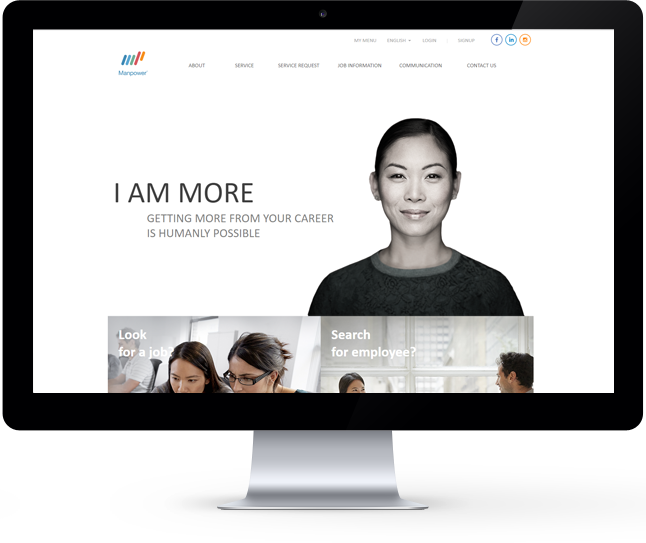 MY MENU ENGLISH LOGIN | SIGNUP
Manpower
ABOUT SERVICE SERVICE REQUEST JOB INFORMATION COMMUNICATION CONTACT US
I AM MORE
GETTING MORE FROM YOUR CAREER
IS HUMANLY POSSIBLE
Look
for a job?
Search
for employee?